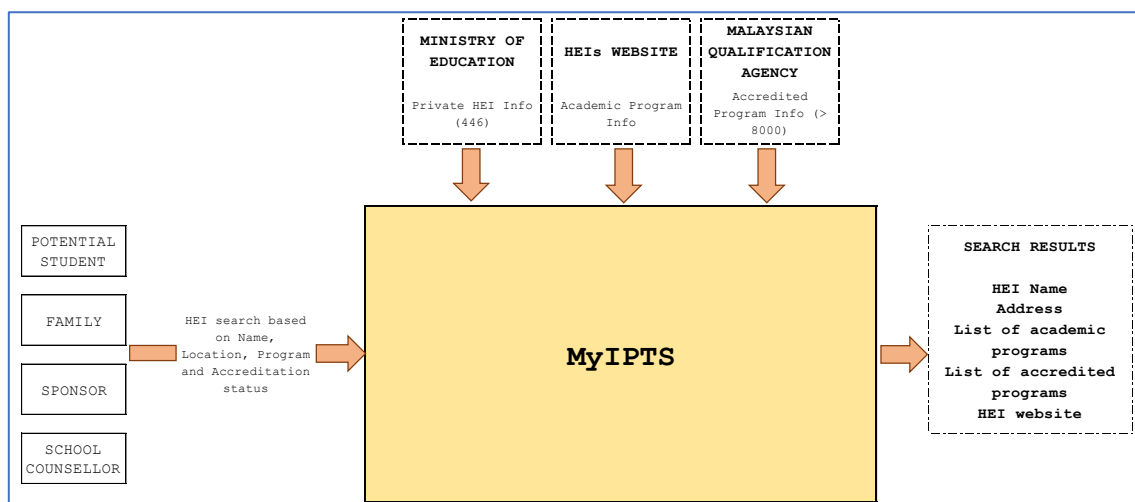 MINISTRY OF
EDUCATION
Private HEI Info
(446)
HEIs WEBSITE
Academic Program
Info
MALAYSIAN
QUALIFICATION
AGENCY
Accredited
Program Info (>
8000)
POTENTIAL
STUDENT
FAMILY
SPONSOR
SCHOOL
COUNSELLOR
HEI search based
on Name,
Location, Program
and Accreditation
status
MyIPTS
SEARCH RESULTS
HEI Name
Address
List of academic
programs
List of accredited
programs
HEI website